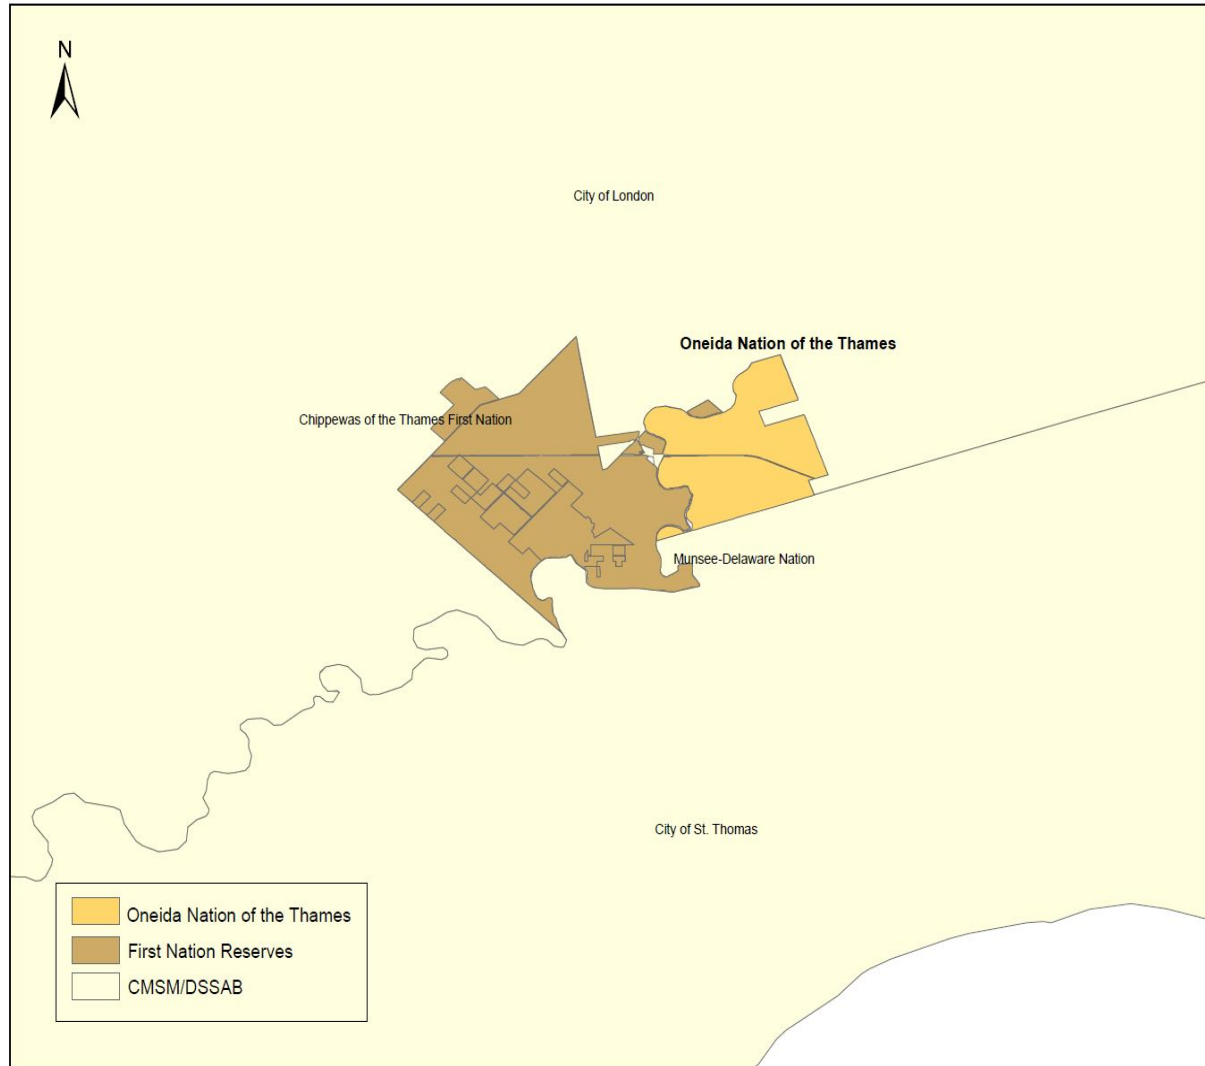 N
City of London
Oneida Nation of the Thames
Chippewas of the Thames First Nation
Munsee-Delaware Nation
City of St. Thomas
Oneida Nation of the Thames
First Nation Reserves
CMSM/DSSAB